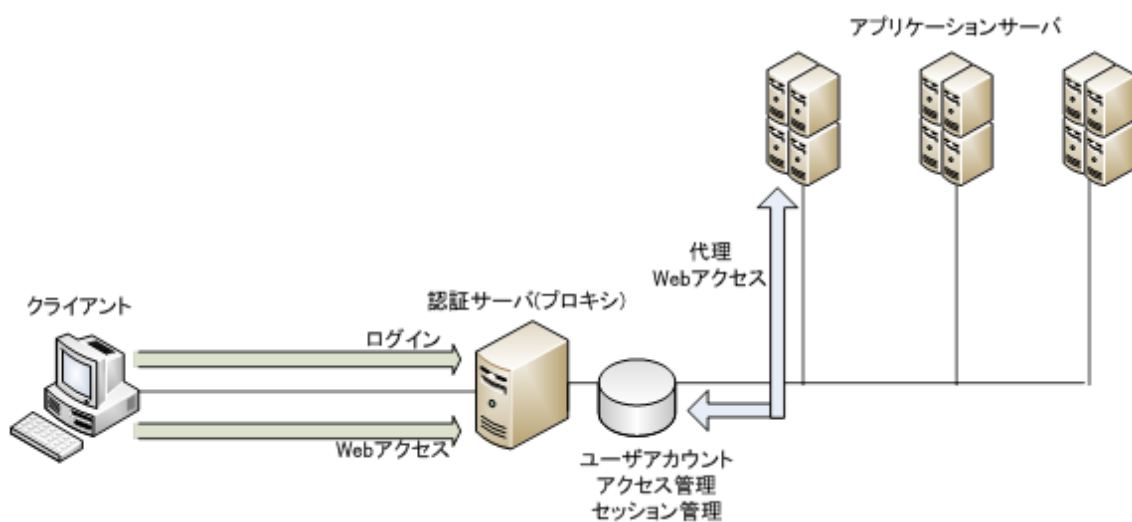 アプリケーションサーバ
代理
Webアクセス
クライアント
認証サーバ(プロキシ)
ログイン
Webアクセス
ユーザアカウント
アクセス管理
セッション管理